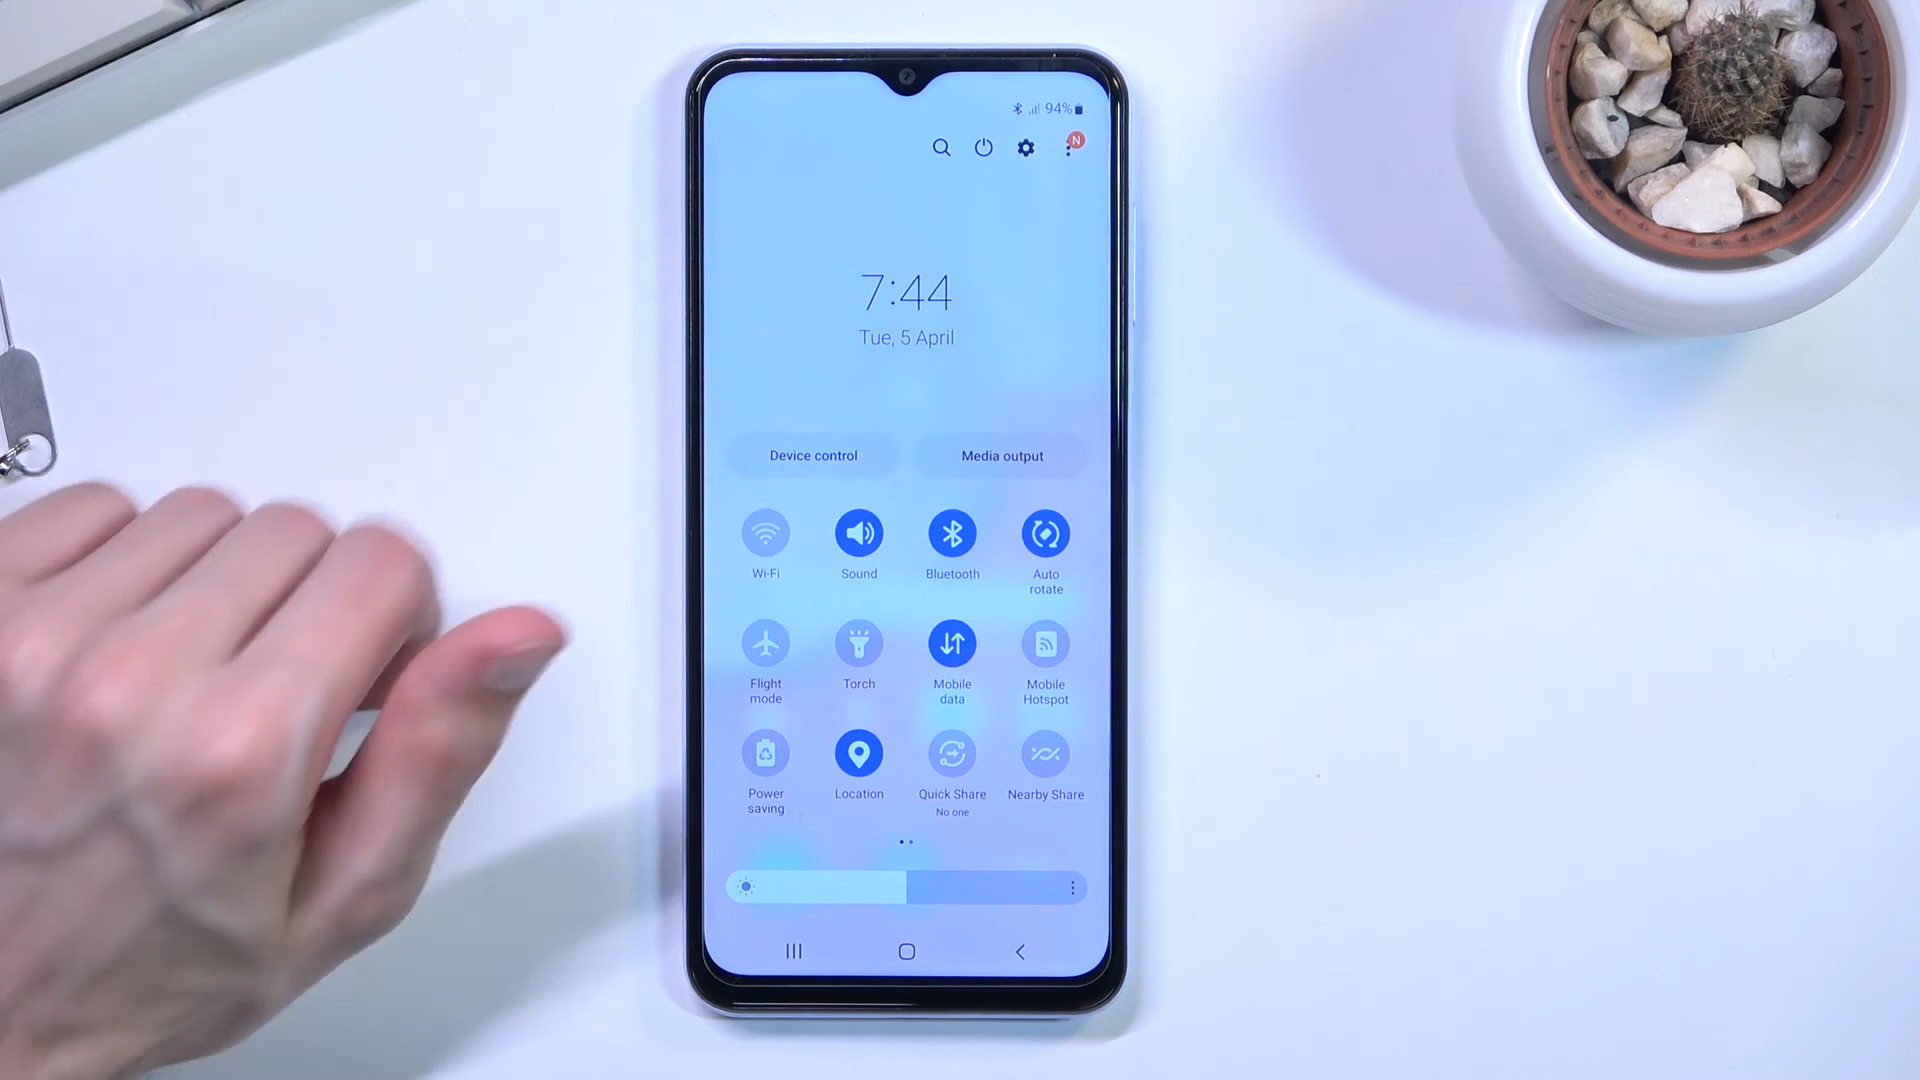 94%
N
7:44
Tue, 5 April
Device control
Media output
Wi-Fi
Sound
Bluetooth
Auto
rotate
Flight
mode
Torch
Mobile
data
Mobile
Hotspot
Power
saving
Location
Quick Share
No one
Nearby Share